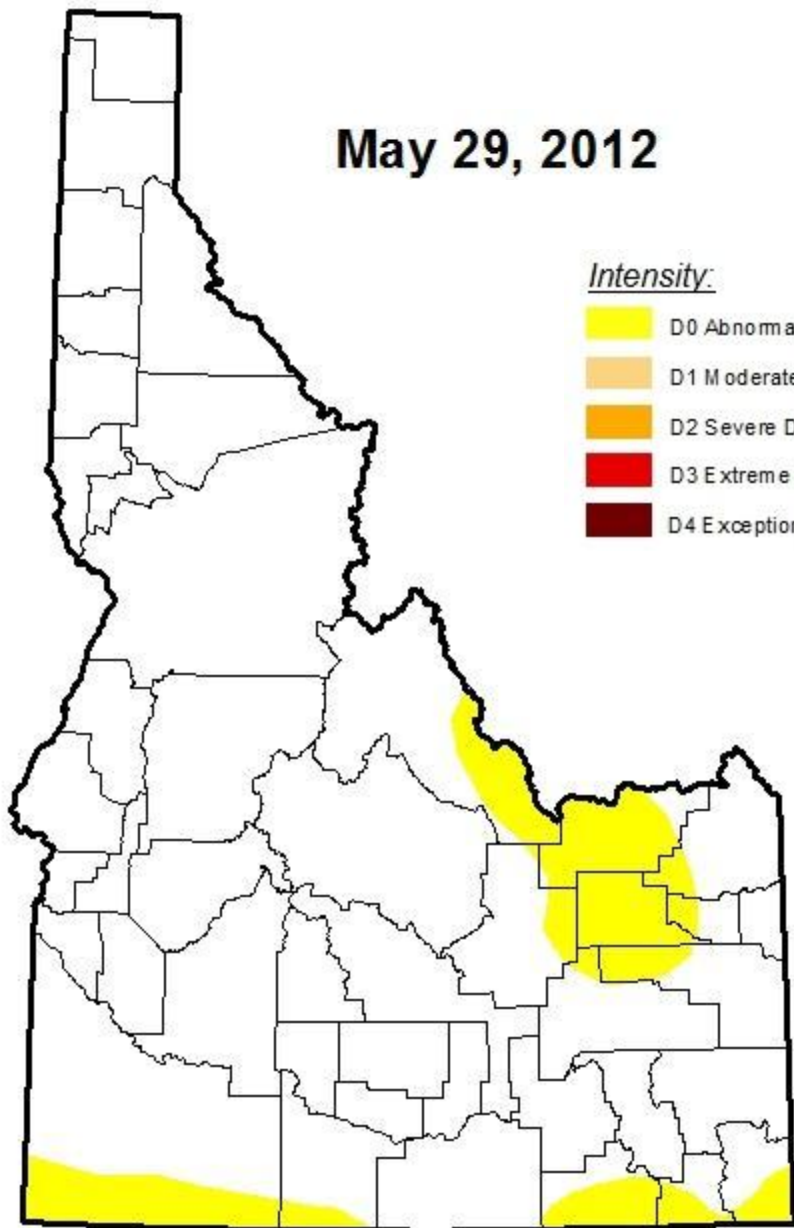 May 29, 2012
Intensity:
D0 Abnorma
D1 Moderate
D2 Severe D
D3 Extreme
D4 Exception